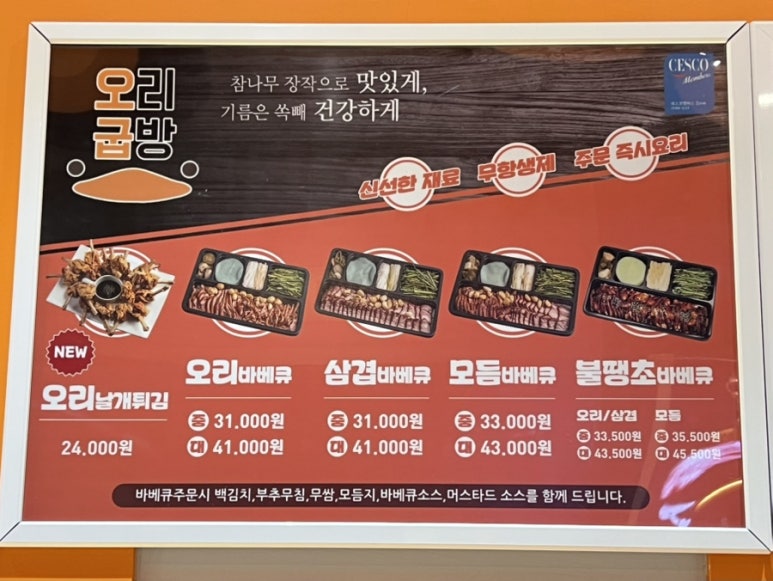 오리
굽방
참나무 장작으로 맛있게,
기름은 쏙빼 건강하게
CESCO
Members
신선한 재료
무항생제
주문 즉시요리
NEW
오리날개튀김
24,000원
오리바베큐
중 31,000원
대 41,000원
삼겹바베큐
중 31,000원
대 41,000원
모듬바베큐
중 33,000원
대 43,000원
불땡초바베큐
오리/삼겹
중 33,500원
대 43,500원
모듬
중 35,500원
대 45,500원
바베큐주문시 백김치,부추무침,무쌈,모듬지,바베큐소스,머스타드 소스를 함께 드립니다.